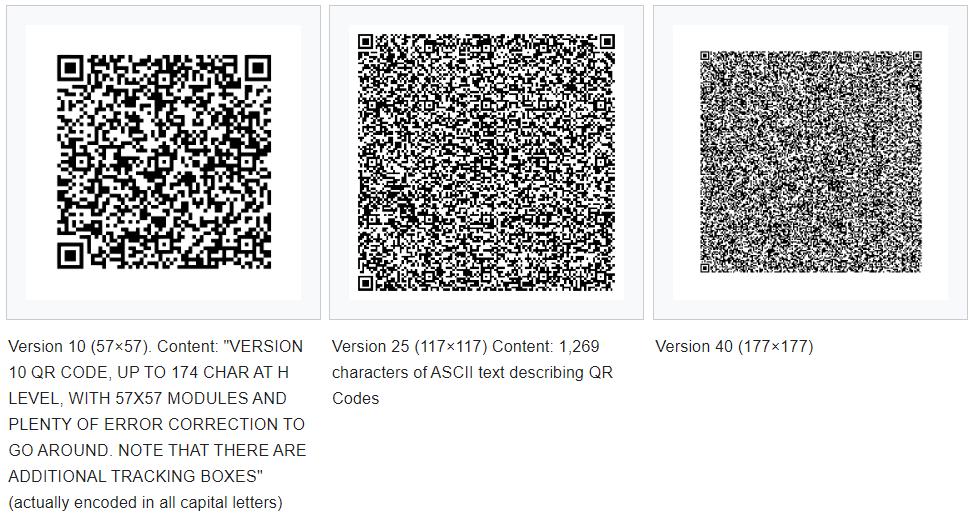 Version 10 (57×57). Content: "VERSION
10 QR CODE, UP TO 174 CHAR AT H
LEVEL, WITH 57X57 MODULES AND
PLENTY OF ERROR CORRECTION TO
GO AROUND. NOTE THAT THERE ARE
ADDITIONAL TRACKING BOXES"
(actually encoded in all capital letters)
Version 25 (117×117) Content: 1,269
characters of ASCII text describing QR
Codes
Version 40 (177×177)